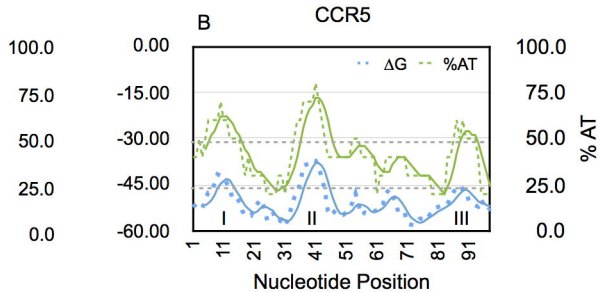 B
CCR5
100.0
75.0
50.0
25.0
0.0
0.00
-15.00
-30.00
-45.00
-60.00
ΔG
%AT
I
II
III
1
11
21
31
41
51
61
71
81
91
Nucleotide Position
100.0
75.0
50.0
25.0
0.0
% AT